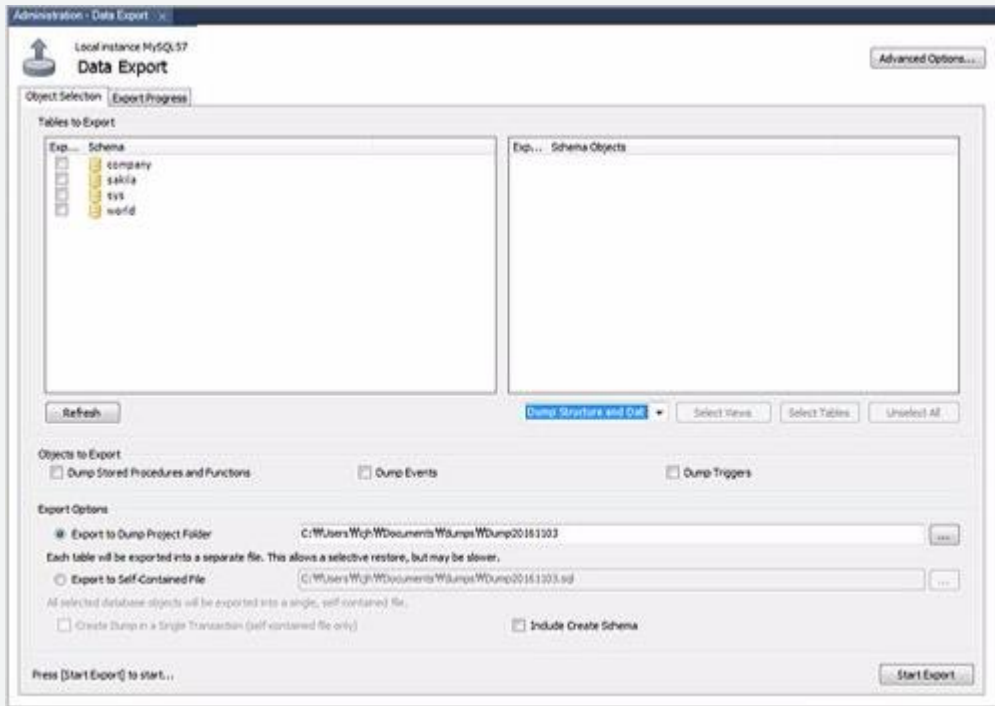 Administration - Data Export ×
Local instance MySQL57
Data Export
Advanced Options...
Object Selection Export Progress
Tables to Export
Exp... Schema
company
sakila
sys
world
Exp... Schema Objects
Refresh
Dump Structure and Dat
Select Views
Select Tables
Unselect All
Objects to Export
Dump Stored Procedures and Functions
Dump Events
Dump Triggers
Export Options
Export to Dump Project Folder
C:₩Users₩cjh₩Documents₩dumps₩Dump20161103
...
Each table will be exported into a separate file. This allows a selective restore, but may be slower.
Export to Self-Contained File
C:₩Users₩cjh₩Documents₩dumps₩Dump20161103.sql
...
All selected database objects will be exported into a single, self-contained file.
Create Dump in a Single Transaction (self-contained file only)
Include Create Schema
Press [Start Export] to start...
Start Export